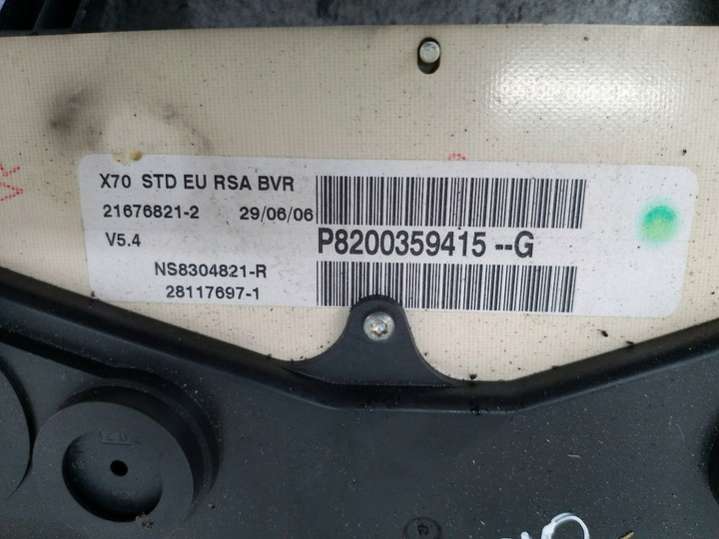 X70 STD EU RSA BVR
21676821-2 29/06/06
V5.4
P8200359415 --G
NS8304821-R
28117697-1